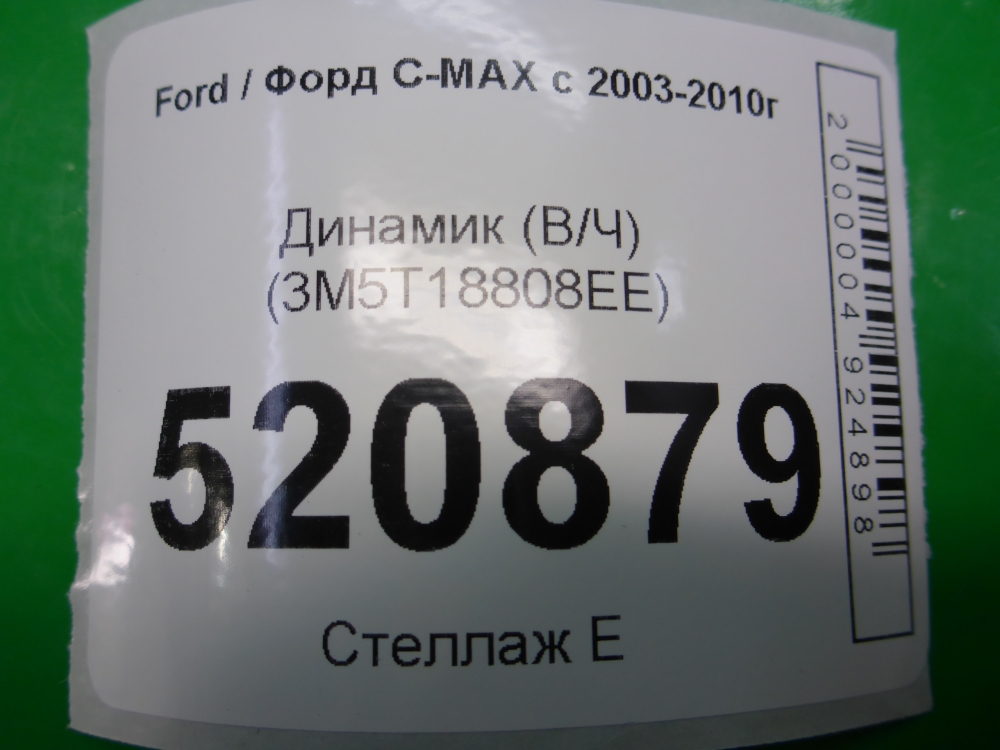 Ford / Форд C-MAX с 2003-2010г
Динамик (В/Ч)
(3M5T18808EE)
520879
Стеллаж Е
2000004924898